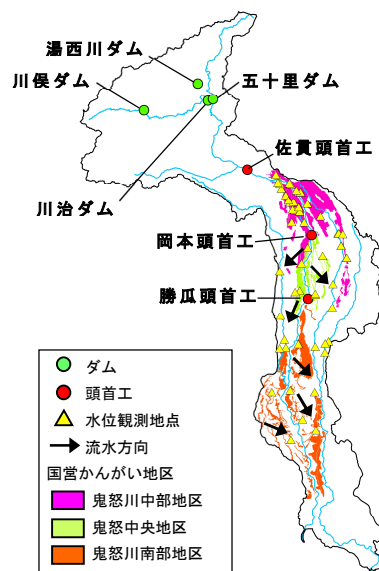 湯西川ダム
川俣ダム
五十里ダム
佐貫頭首工
川治ダム
岡本頭首工
勝瓜頭首工
ダム
頭首工
水位観測地点
流水方向
国営かんがい地区
鬼怒川中部地区
鬼怒中央地区
鬼怒川南部地区